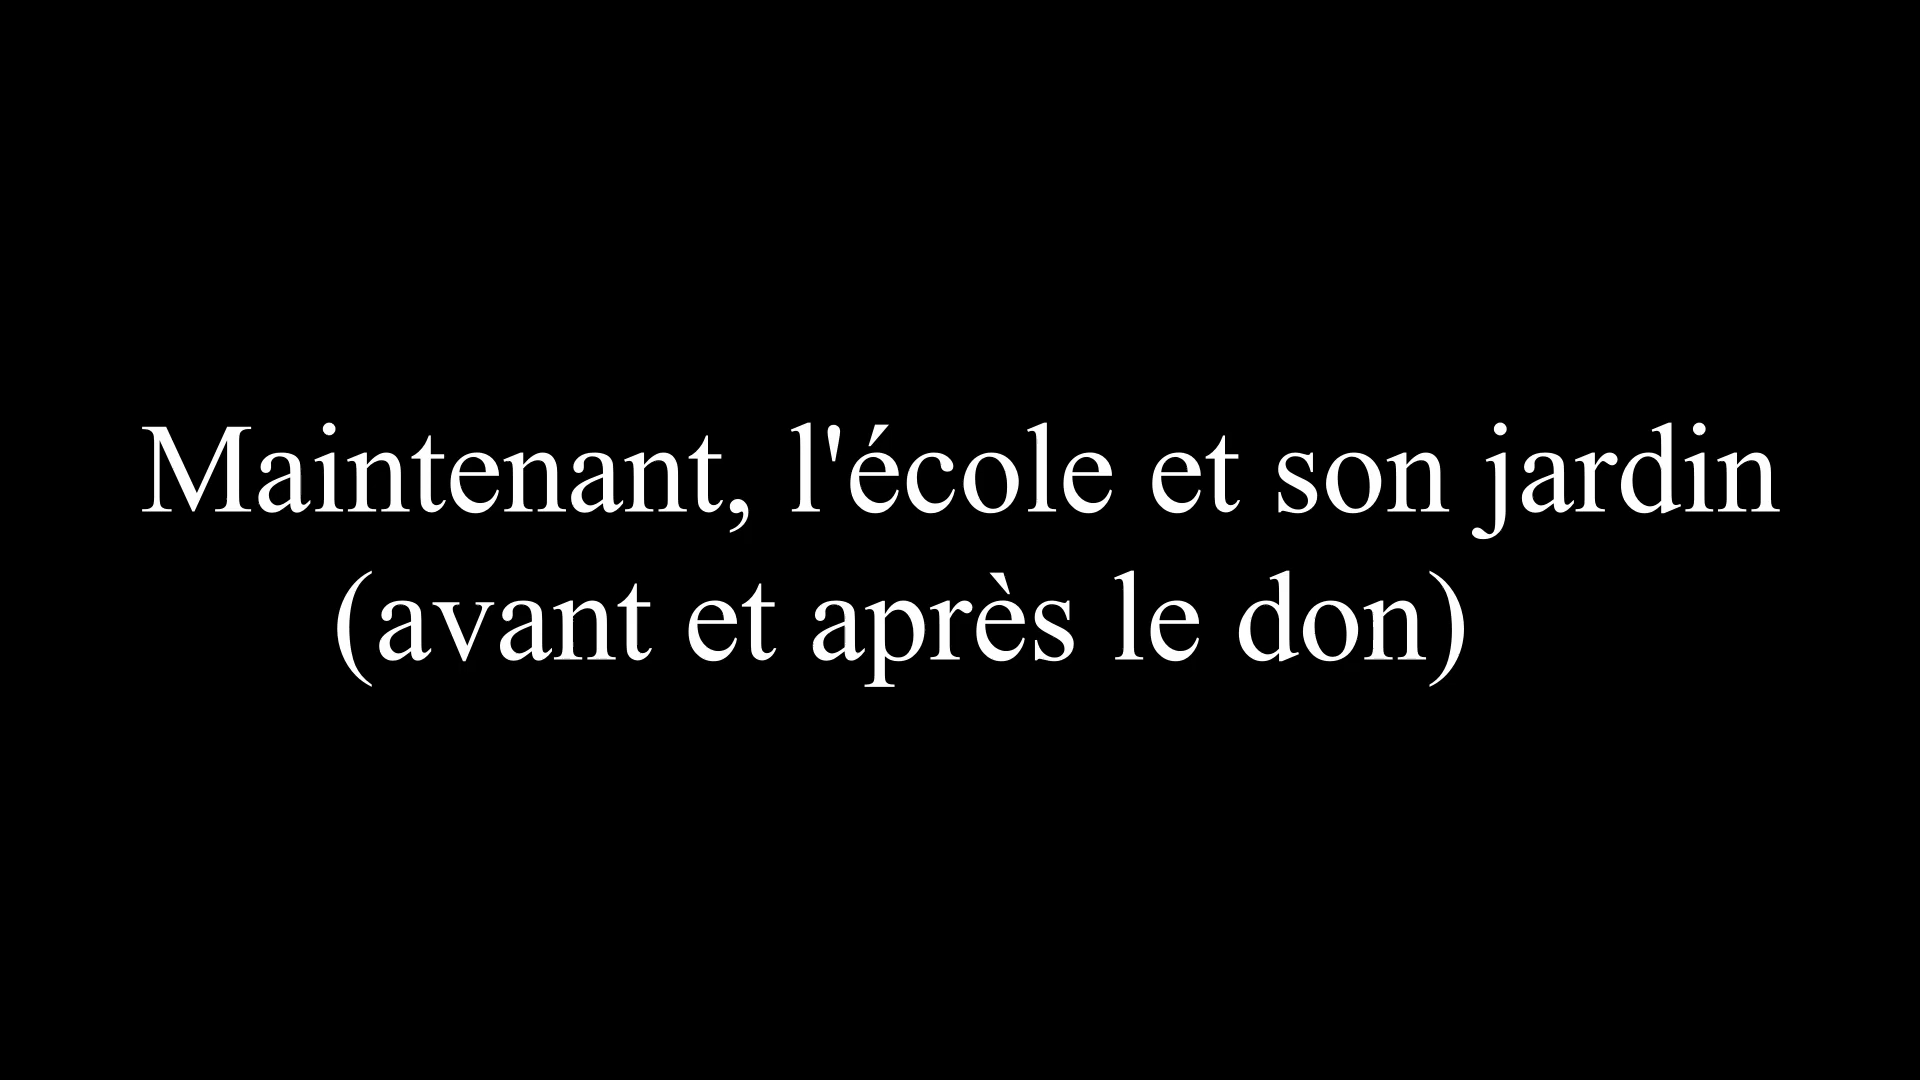 Maintenant, l'école et son jardin
(avant et après le don)